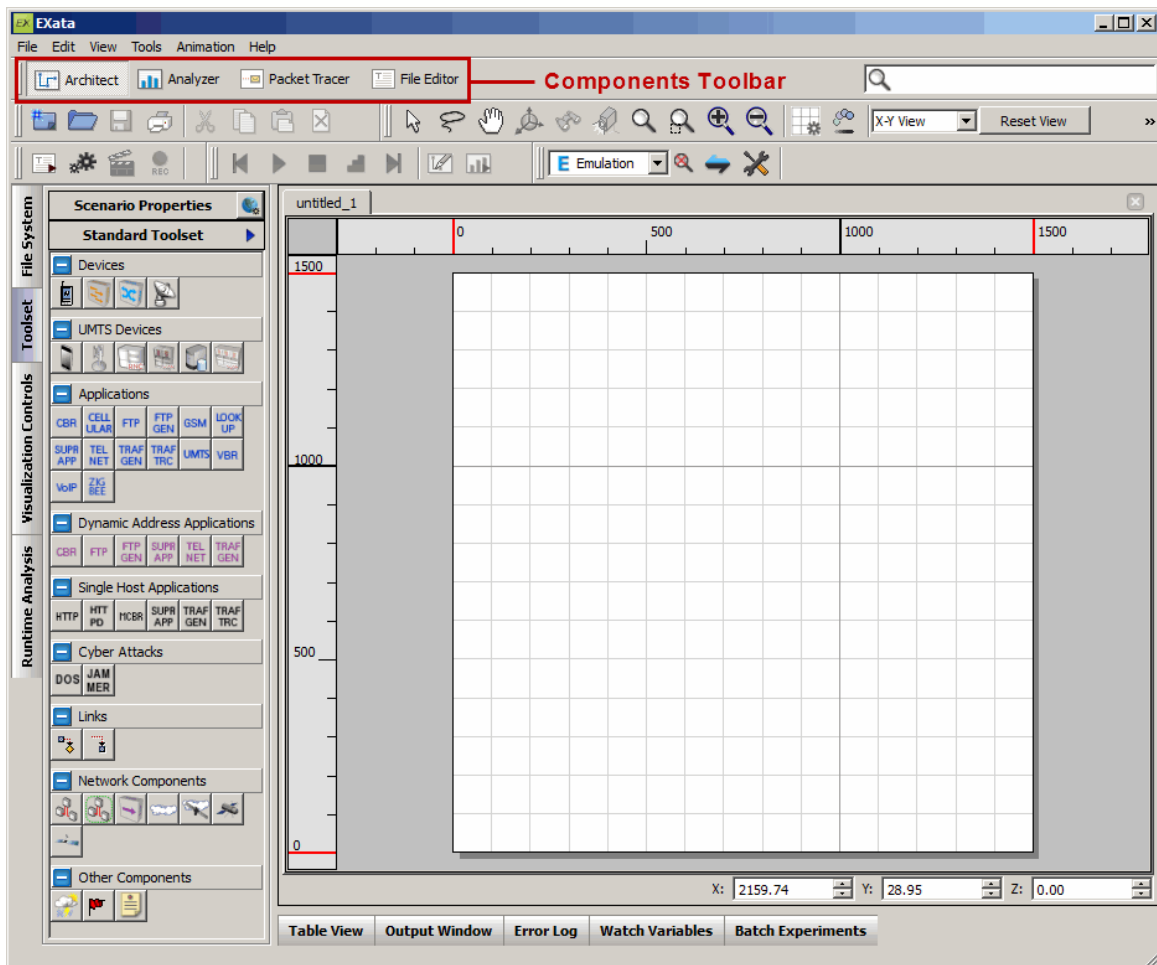 EX EXata
File Edit View Tools Animation Help
Architect Analyzer Packet Tracer File Editor Components Toolbar
X-Y View Reset View »
REC E Emulation
File System
Toolset
Visualization Controls
Runtime Analysis
Scenario Properties
Standard Toolset
Devices
UMTS Devices
Applications
CBR CELL ULAR FTP FTP GEN GSM LOOK UP
SUPR APP TEL NET TRAF GEN TRAF TRC UMTS VBR
VoIP ZIG BEE
Dynamic Address Applications
CBR FTP FTP GEN SUPR APP TEL NET TRAF GEN
Single Host Applications
HTTP HTT PD MCBR SUPR APP TRAF GEN TRAF TRC
Cyber Attacks
DOS JAM MER
Links
Network Components
Other Components
untitled_1
0 500 1000 1500
1500
1000
500
0
X: 2159.74 Y: 28.95 Z: 0.00
Table View Output Window Error Log Watch Variables Batch Experiments